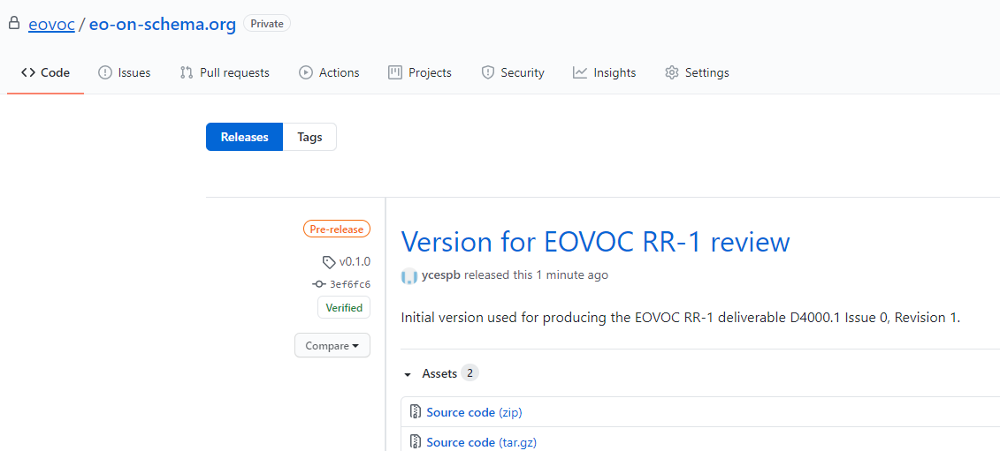 eovoc / eo-on-schema.org Private
Code Issues Pull requests Actions Projects Security Insights Settings
Releases Tags
Pre-release
v0.1.0
3ef6fc6
Verified
Compare
Version for EOVOC RR-1 review
ycespb released this 1 minute ago
Initial version used for producing the EOVOC RR-1 deliverable D4000.1 Issue 0, Revision 1.
Assets 2
Source code (zip)
Source code (tar.gz)